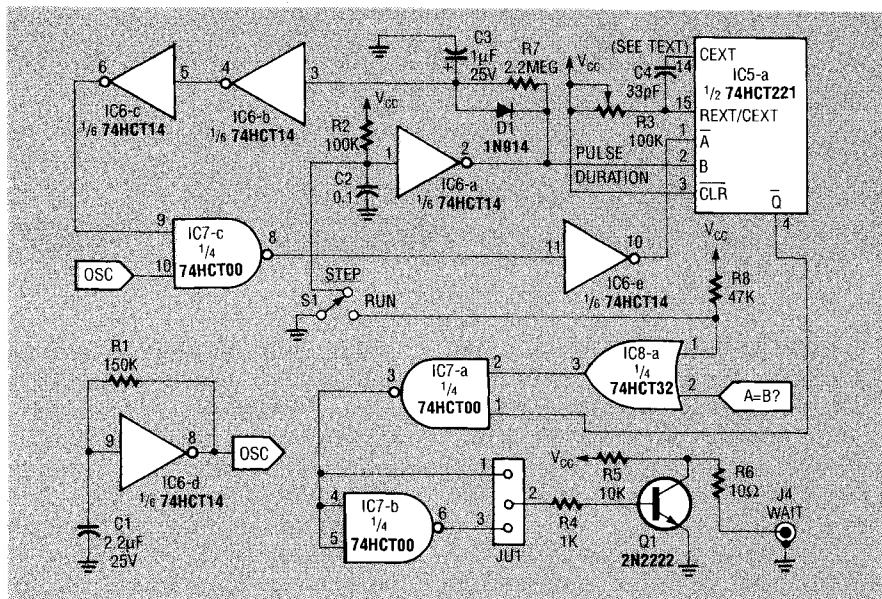 6
IC6-c
1/6 74HCT14
5
4
IC6-b
1/6 74HCT14
3
C3
1µF
25V
+
R7
2.2MEG
D1
1N914
VCC
R2
100K
C2
0.1
1
2
IC6-a
1/6 74HCT14
VCC
(SEE TEXT)
C4
33pF
R3
100K
PULSE
DURATION
14
CEXT
15
REXT/CEXT
1
A
2
B
3
CLR
Q
4
IC5-a
1/2 74HCT221
9
IC7-c
1/4
74HCT00
8
OSC
10
11
10
IC6-e
1/6 74HCT14
STEP
S1
RUN
VCC
R8
47K
R1
150K
9
8
IC6-d
1/6 74HCT14
OSC
C1
2.2µF
25V
3
IC7-a
1/4
74HCT00
2
1
3
IC8-a
1/4
74HCT32
1
2
A=B?
4
5
IC7-b
1/4
74HCT00
6
1
2
3
JU1
R4
1K
VCC
R5
10K
Q1
2N2222
R6
10Ω
J4
WAIT